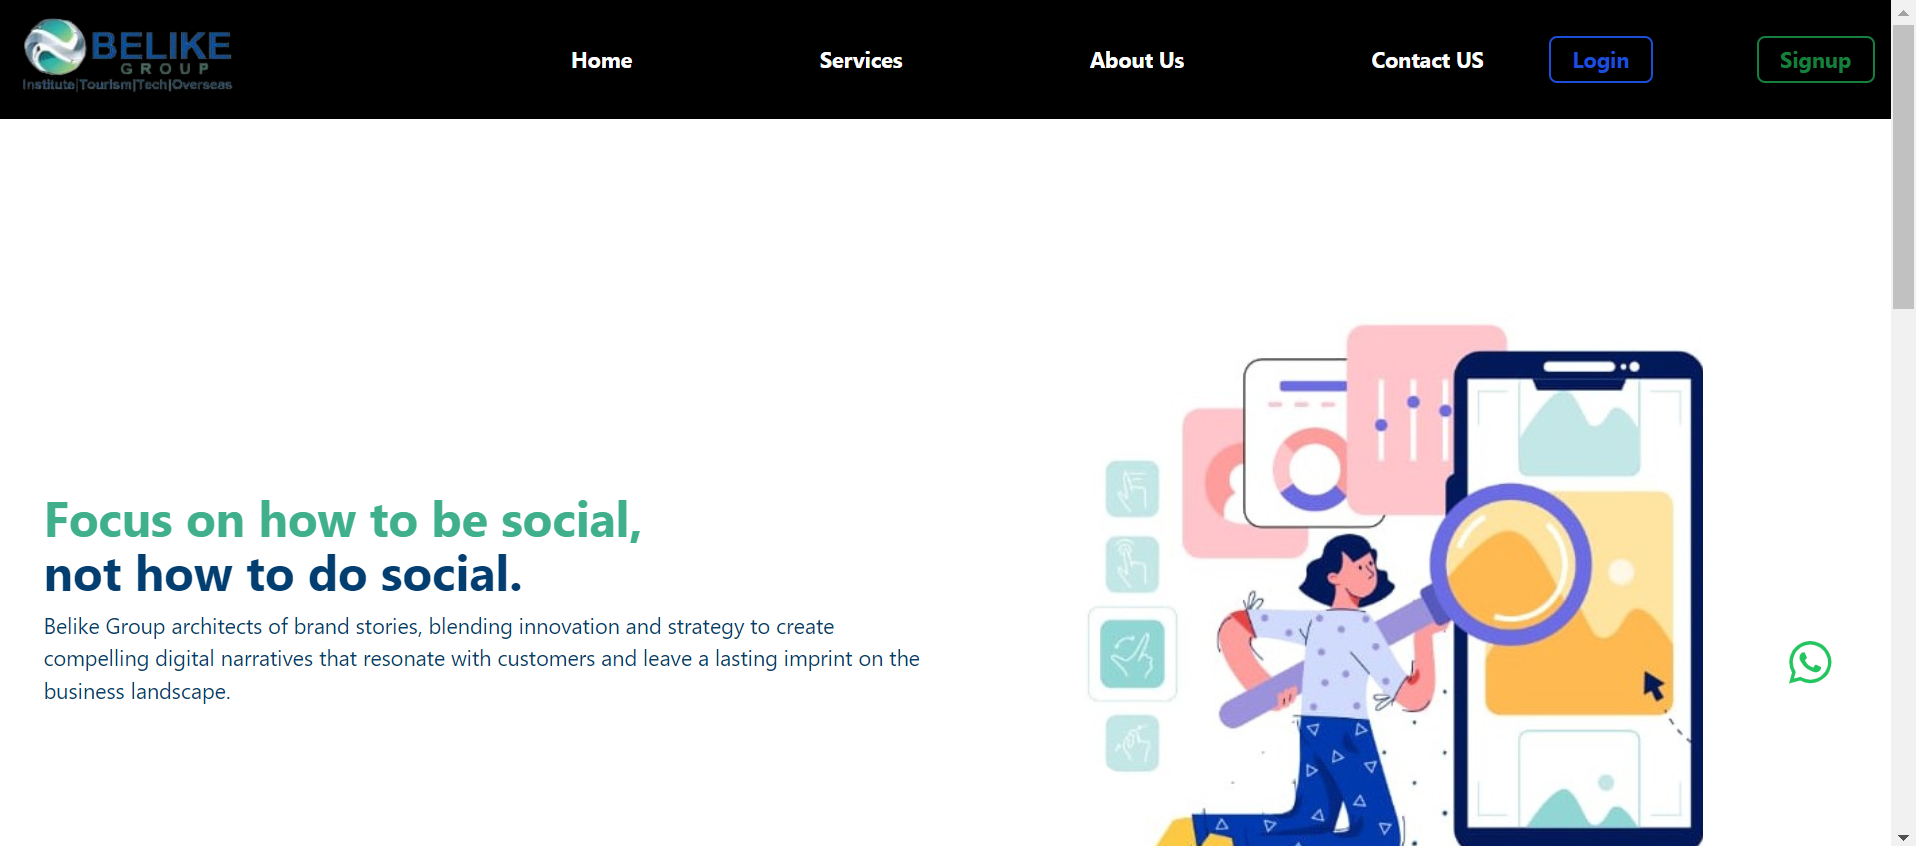 BELIKE
GROUP
Institute|Tourism|Tech|Overseas
Home
Services
About Us
Contact US
Login
Signup
Focus on how to be social,
not how to do social.
Belike Group architects of brand stories, blending innovation and strategy to create
compelling digital narratives that resonate with customers and leave a lasting imprint on the
business landscape.